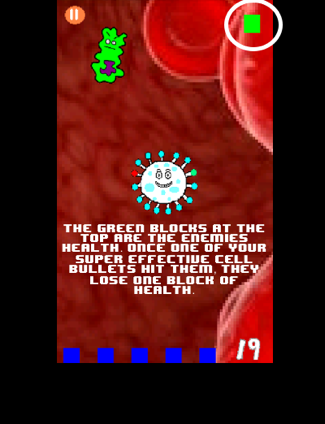 THE GREEN BLOCKS AT THE
TOP ARE THE ENEMIES
HEALTH. ONCE ONE OF YOUR
SUPER EFFECTIVE CELL
BULLETS HIT THEM, THEY
LOSE ONE BLOCK OF
HEALTH.
19